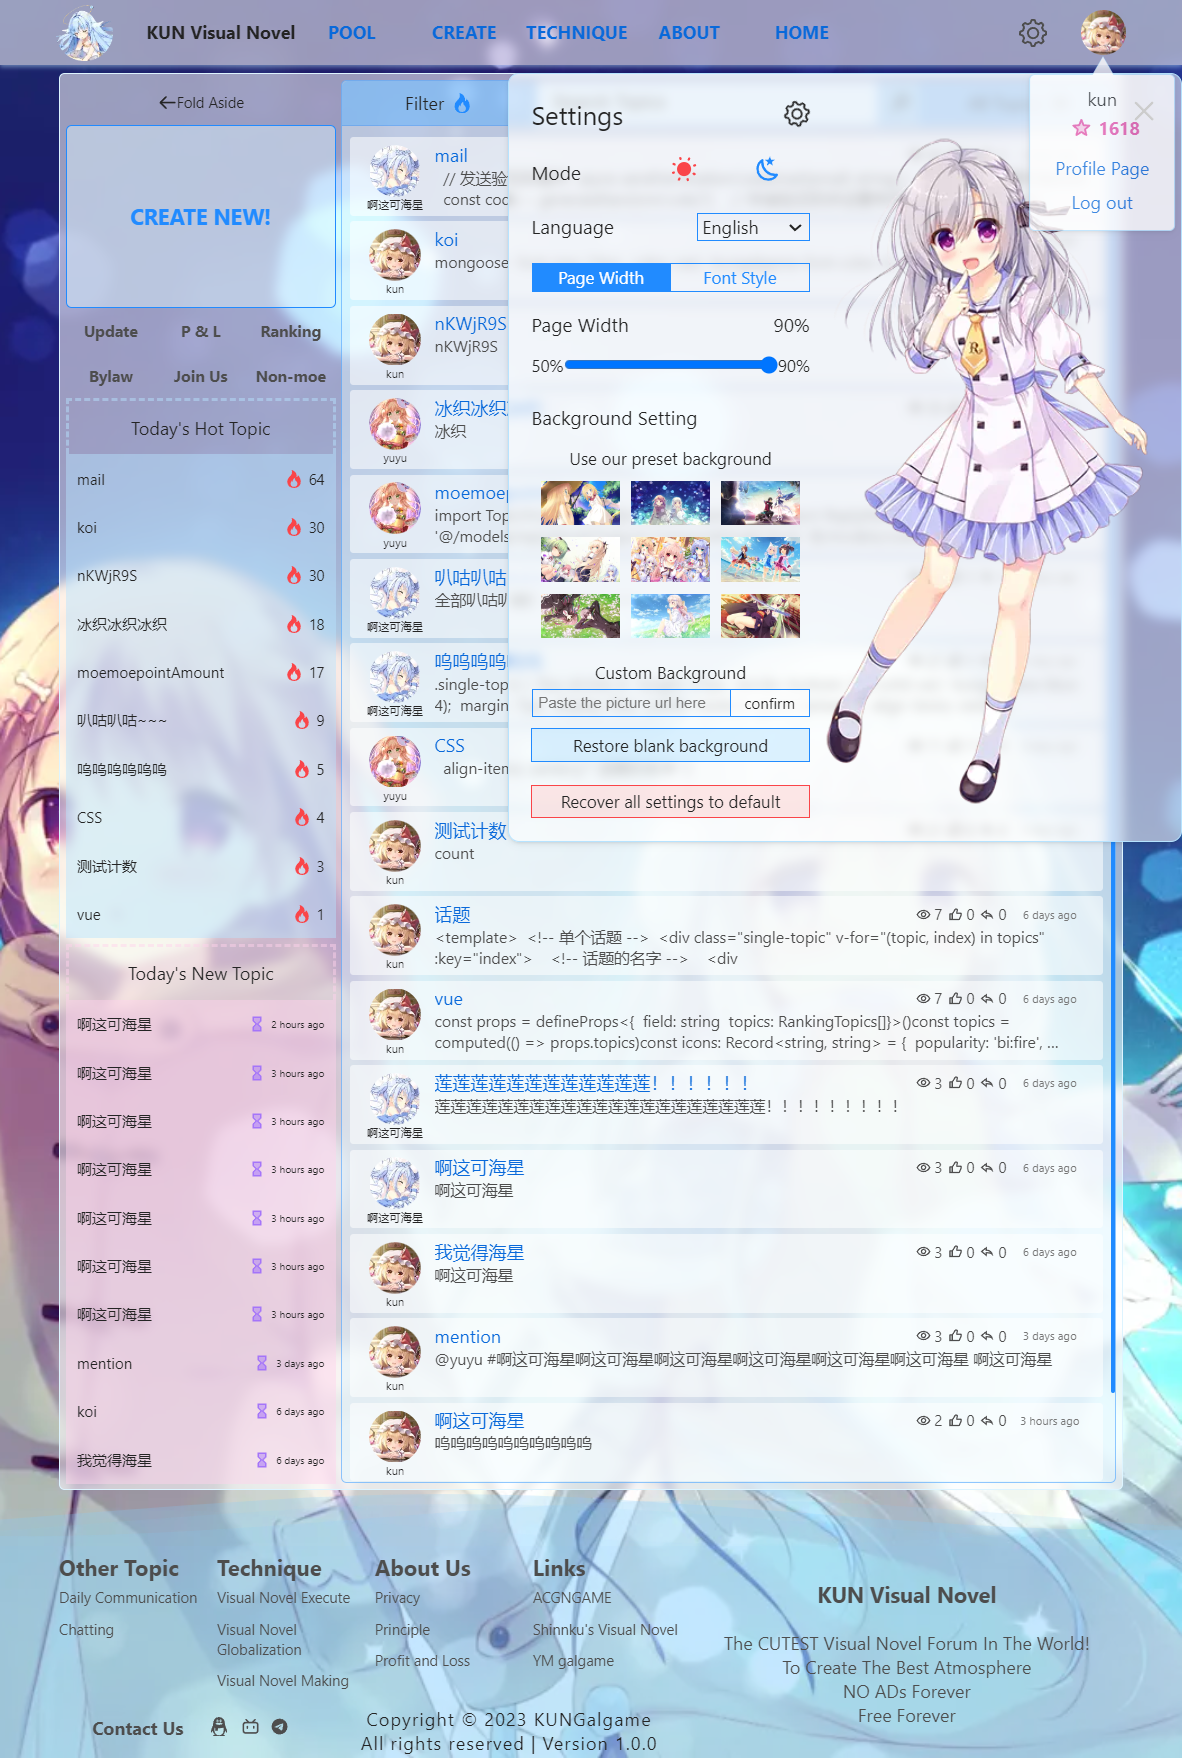 KUN Visual Novel POOL CREATE TECHNIQUE ABOUT HOME
kun
1618
Profile Page
Log out
Fold Aside
CREATE NEW!
Update P & L Ranking
Bylaw Join Us Non-moe
Today's Hot Topic
mail 64
koi 30
nKWjR9S 30
冰织冰织冰织 18
moemoepointAmount 17
叭咕叭咕~~~ 9
呜呜呜呜呜呜 5
CSS 4
测试计数 3
vue 1
Today's New Topic
啊这可海星 2 hours ago
啊这可海星 3 hours ago
啊这可海星 3 hours ago
啊这可海星 3 hours ago
啊这可海星 3 hours ago
啊这可海星 3 hours ago
啊这可海星 3 hours ago
mention 3 days ago
koi 6 days ago
我觉得海星 6 days ago
Filter
mail
// 发送验
const coc
啊这可海星
koi
mongoose
kun
nKWjR9S
nKWjR9S
kun
冰织冰织
冰织
yuyu
moemoep
import Top
'@/models
yuyu
叭咕叭咕
全部叭咕叭
啊这可海星
呜呜呜呜
.single-top
4); margin
啊这可海星
CSS
align-item
yuyu
测试计数
count
kun
话题 7 0 0 6 days ago
<template> <!-- 单个话题 --> <div class="single-topic" v-for="(topic, index) in topics"
:key="index"> <!-- 话题的名字 --> <div
kun
vue 7 0 0 6 days ago
const props = defineProps<{ field: string topics: RankingTopics[]}>()const topics =
computed(() => props.topics)const icons: Record<string, string> = { popularity: 'bi:fire', ...
kun
莲莲莲莲莲莲莲莲莲莲莲莲！！！！！！ 3 0 0 6 days ago
莲莲莲莲莲莲莲莲莲莲莲莲莲莲莲莲莲莲莲莲莲！！！！！！！！！
啊这可海星
啊这可海星 3 0 0 6 days ago
啊这可海星
啊这可海星
我觉得海星 3 0 0 6 days ago
啊这可海星
kun
mention 3 0 0 3 days ago
@yuyu #啊这可海星啊这可海星啊这可海星啊这可海星啊这可海星啊这可海星 啊这可海星
kun
啊这可海星 2 0 0 3 hours ago
呜呜呜呜呜呜呜呜呜呜
kun
Settings
Mode
Language English
Page Width Font Style
Page Width 90%
50% 90%
Background Setting
Use our preset background
Custom Background
Paste the picture url here confirm
Restore blank background
Recover all settings to default
Other Topic
Daily Communication
Chatting
Technique
Visual Novel Execute
Visual Novel
Globalization
Visual Novel Making
About Us
Privacy
Principle
Profit and Loss
Links
ACGNGAME
Shinnku's Visual Novel
YM galgame
KUN Visual Novel
The CUTEST Visual Novel Forum In The World!
To Create The Best Atmosphere
NO ADs Forever
Free Forever
Contact Us
Copyright © 2023 KUNGalgame
All rights reserved | Version 1.0.0